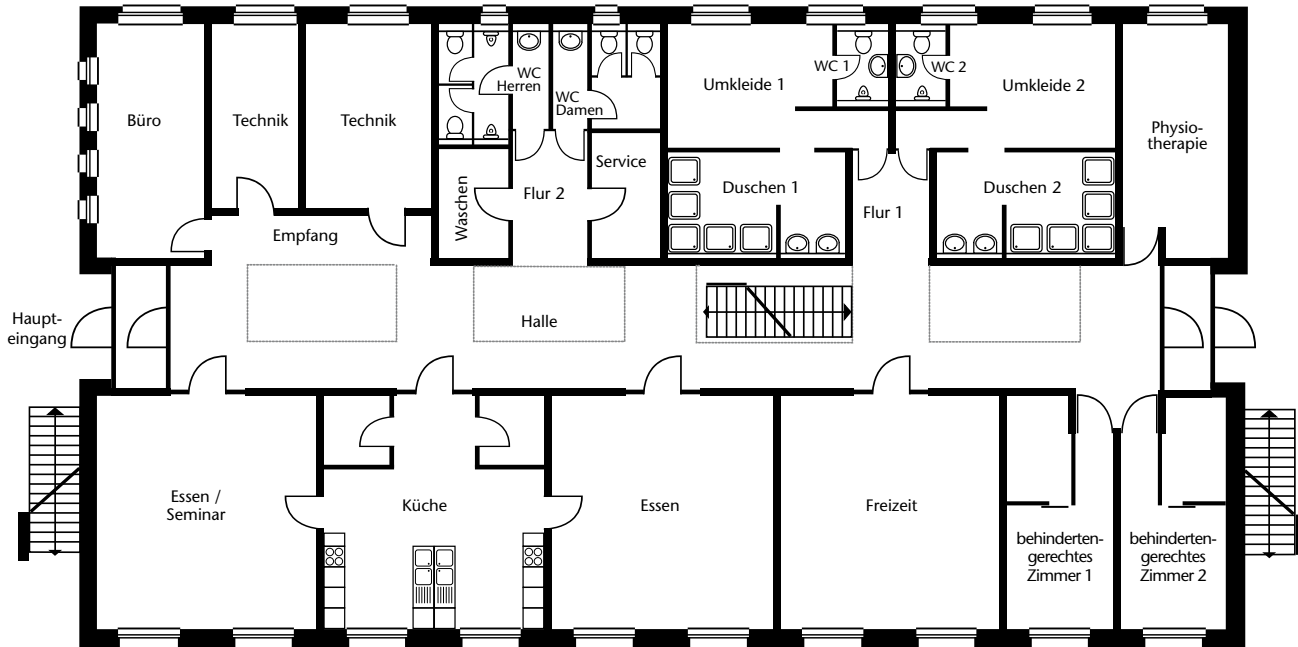 Büro
Technik
Technik
WC
Herren
WC
Damen
Umkleide 1
WC 1
WC 2
Umkleide 2
Physio-
therapie
Waschen
Flur 2
Service
Duschen 1
Flur 1
Duschen 2
Empfang
Haupt-
eingang
Halle
Essen /
Seminar
Küche
Essen
Freizeit
behinderten-
gerechtes
Zimmer 1
behinderten-
gerechtes
Zimmer 2